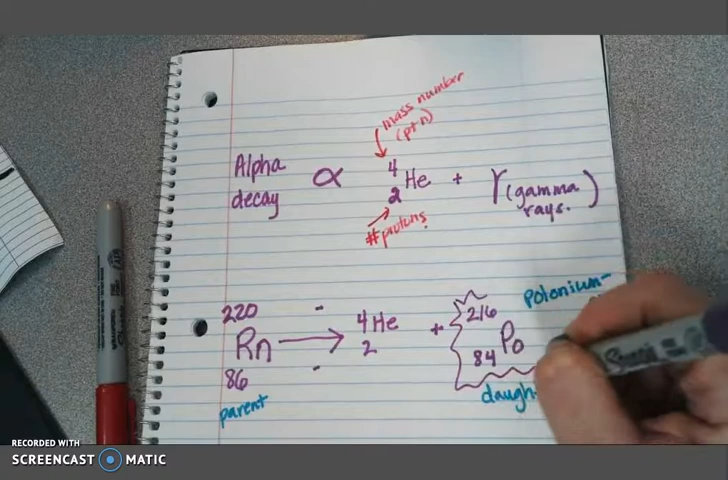 mass number
(p+n)
Alpha
decay
α
4
2
He
+
γ (gamma
rays.)
# protons
220
Rn
86
parent
4
He
2
+
216
Po
84
Polonium-
daugh
RECORDED WITH
SCREENCAST MATIC